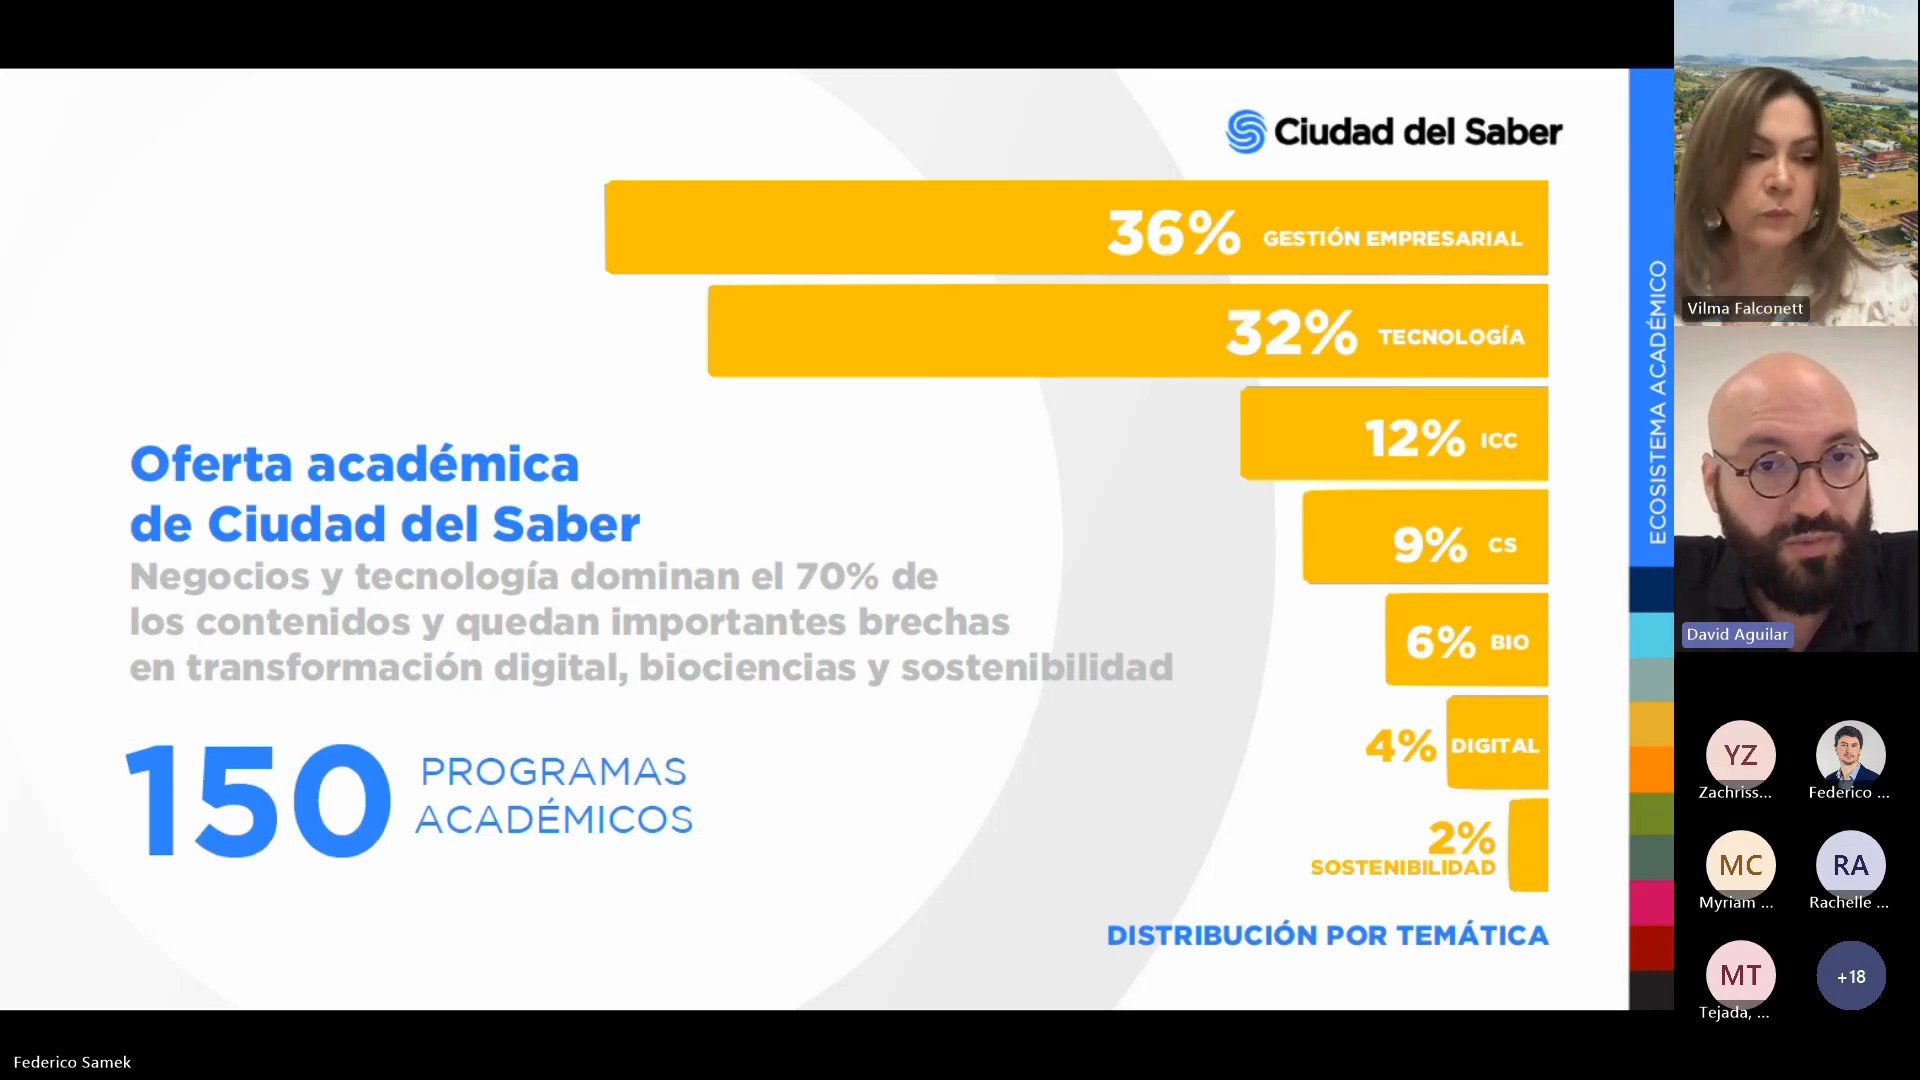 Ciudad del Saber
36% GESTIÓN EMPRESARIAL
32% TECNOLOGÍA
12% ICC
9% CS
6% BIO
4% DIGITAL
2%
SOSTENIBILIDAD
DISTRIBUCIÓN POR TEMÁTICA
Oferta académica
de Ciudad del Saber
Negocios y tecnología dominan el 70% de
los contenidos y quedan importantes brechas
en transformación digital, biociencias y sostenibilidad
150
PROGRAMAS
ACADÉMICOS
ECOSISTEMA ACADÉMICO
Vilma Falconett
David Aguilar
YZ
Zachriss...
Federico ...
MC
Myriam ...
RA
Rachelle ...
MT
Tejada, ...
+18
Federico Samek